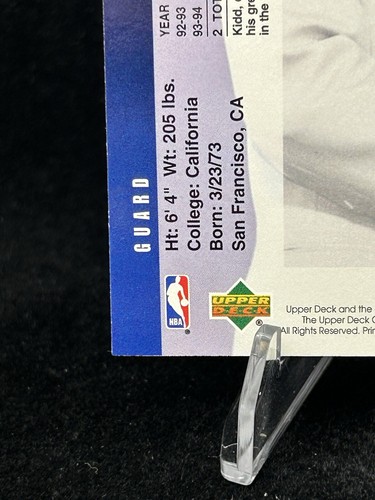 GUARD
Ht: 6' 4" Wt: 205 lbs.
College: California
Born: 3/23/73
San Francisco, CA
YEAR
92-93
93-94
2 TOT
Kidd,
his gre
in the
NBA
®
UPPER
DECK
®
Upper Deck and the
The Upper Deck
All Rights Reserved. Prin